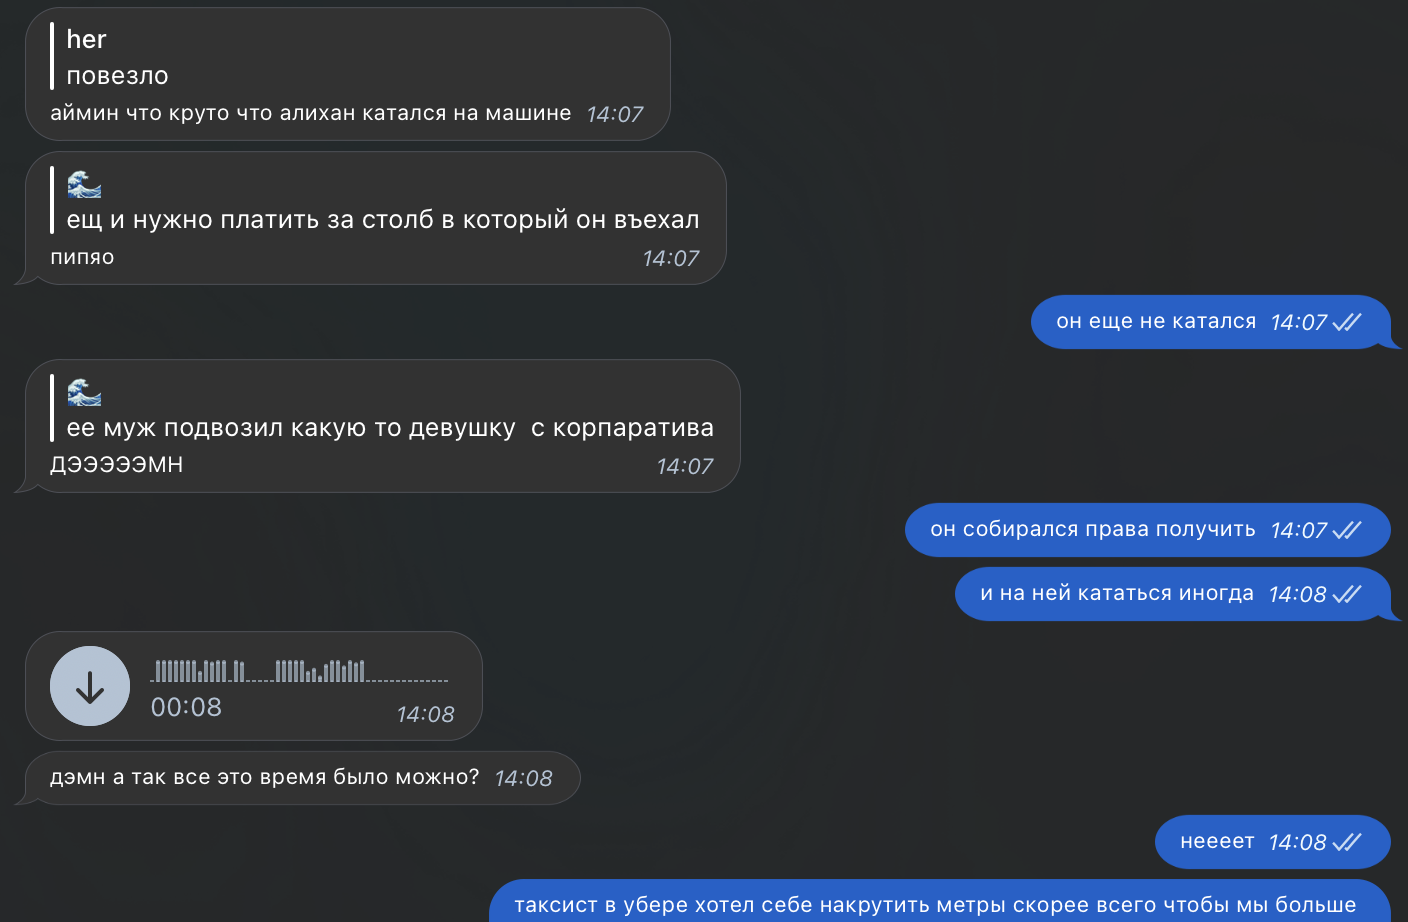 her
повезло
аймин что круто что алихан катался на машине 14:07
ещ и нужно платить за столб в который он въехал
пипяо 14:07
он еще не катался 14:07
ее муж подвозил какую то девушку с корпаратива
ДЭЭЭЭЭМН 14:07
он собирался права получить 14:07
и на ней кататься иногда 14:08
00:08 14:08
дэмн а так все это время было можно? 14:08
неееет 14:08
таксист в убере хотел себе накрутить метры скорее всего чтобы мы больше